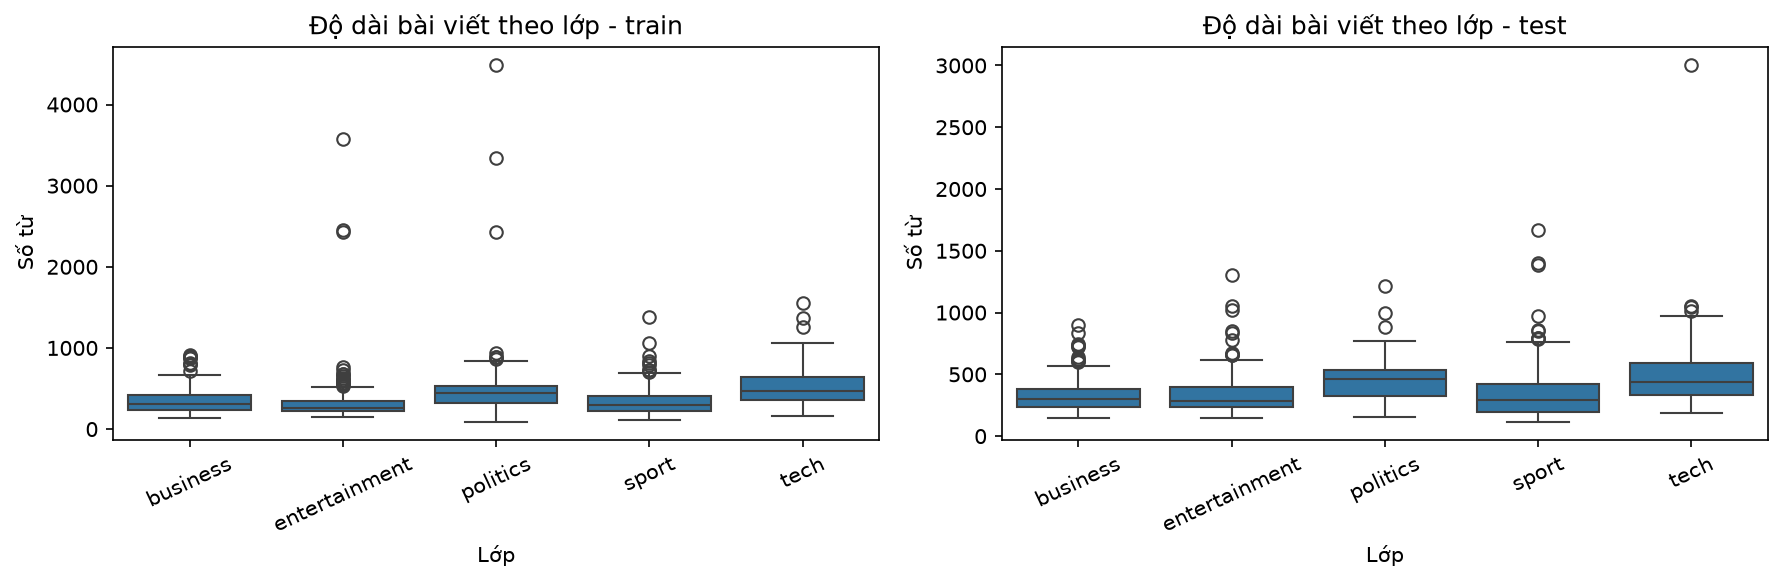 Độ dài bài viết theo lớp - train
4000
3000
2000
1000
0
Số từ
business
entertainment
politics
sport
tech
Lớp
Độ dài bài viết theo lớp - test
3000
2500
2000
1500
1000
500
0
Số từ
business
entertainment
politics
sport
tech
Lớp